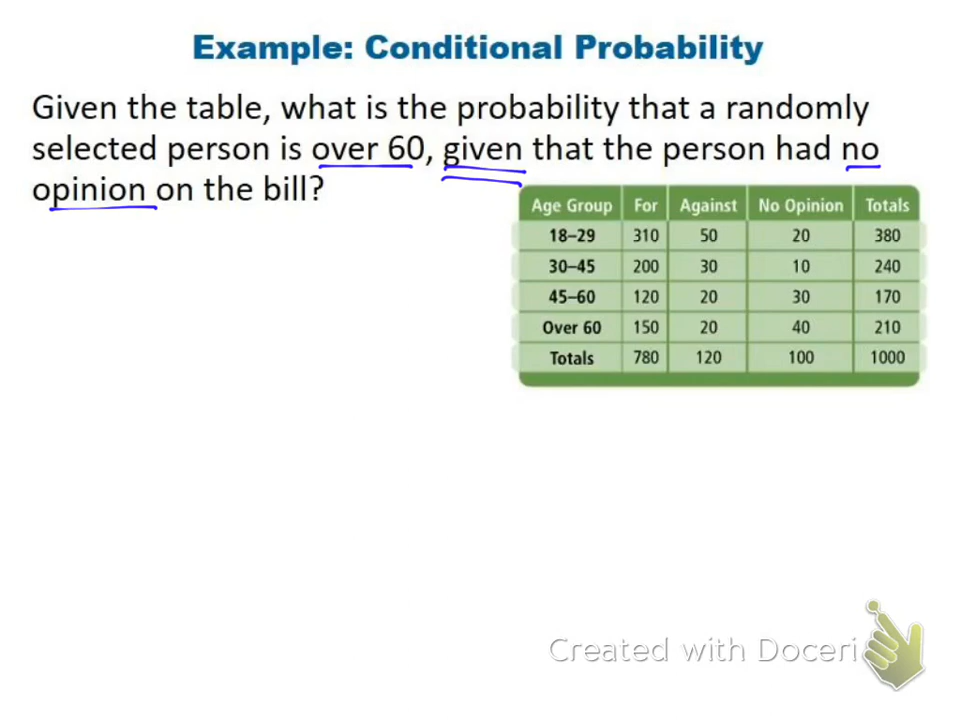 Example: Conditional Probability
Given the table, what is the probability that a randomly
selected person is over 60, given that the person had no
opinion on the bill?
Age Group For Against No Opinion Totals
18–29 310 50 20 380
30–45 200 30 10 240
45–60 120 20 30 170
Over 60 150 20 40 210
Totals 780 120 100 1000
Created with Doceri